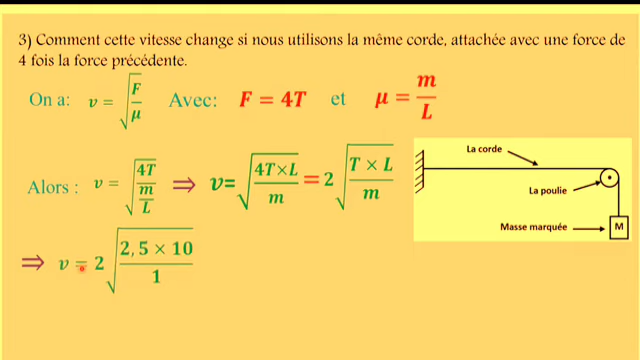 3) Comment cette vitesse change si nous utilisons la même corde, attachée avec une force de
4 fois la force précédente.
On a: v = √(F/μ) Avec: F = 4T et μ = m/L
Alors : v = √(4T/(m/L)) ⇒ v= √(4T×L/m) = 2 √(T × L/m)
⇒ v = 2 √(2,5 × 10/1)
La corde
La poulie
Masse marquée
M